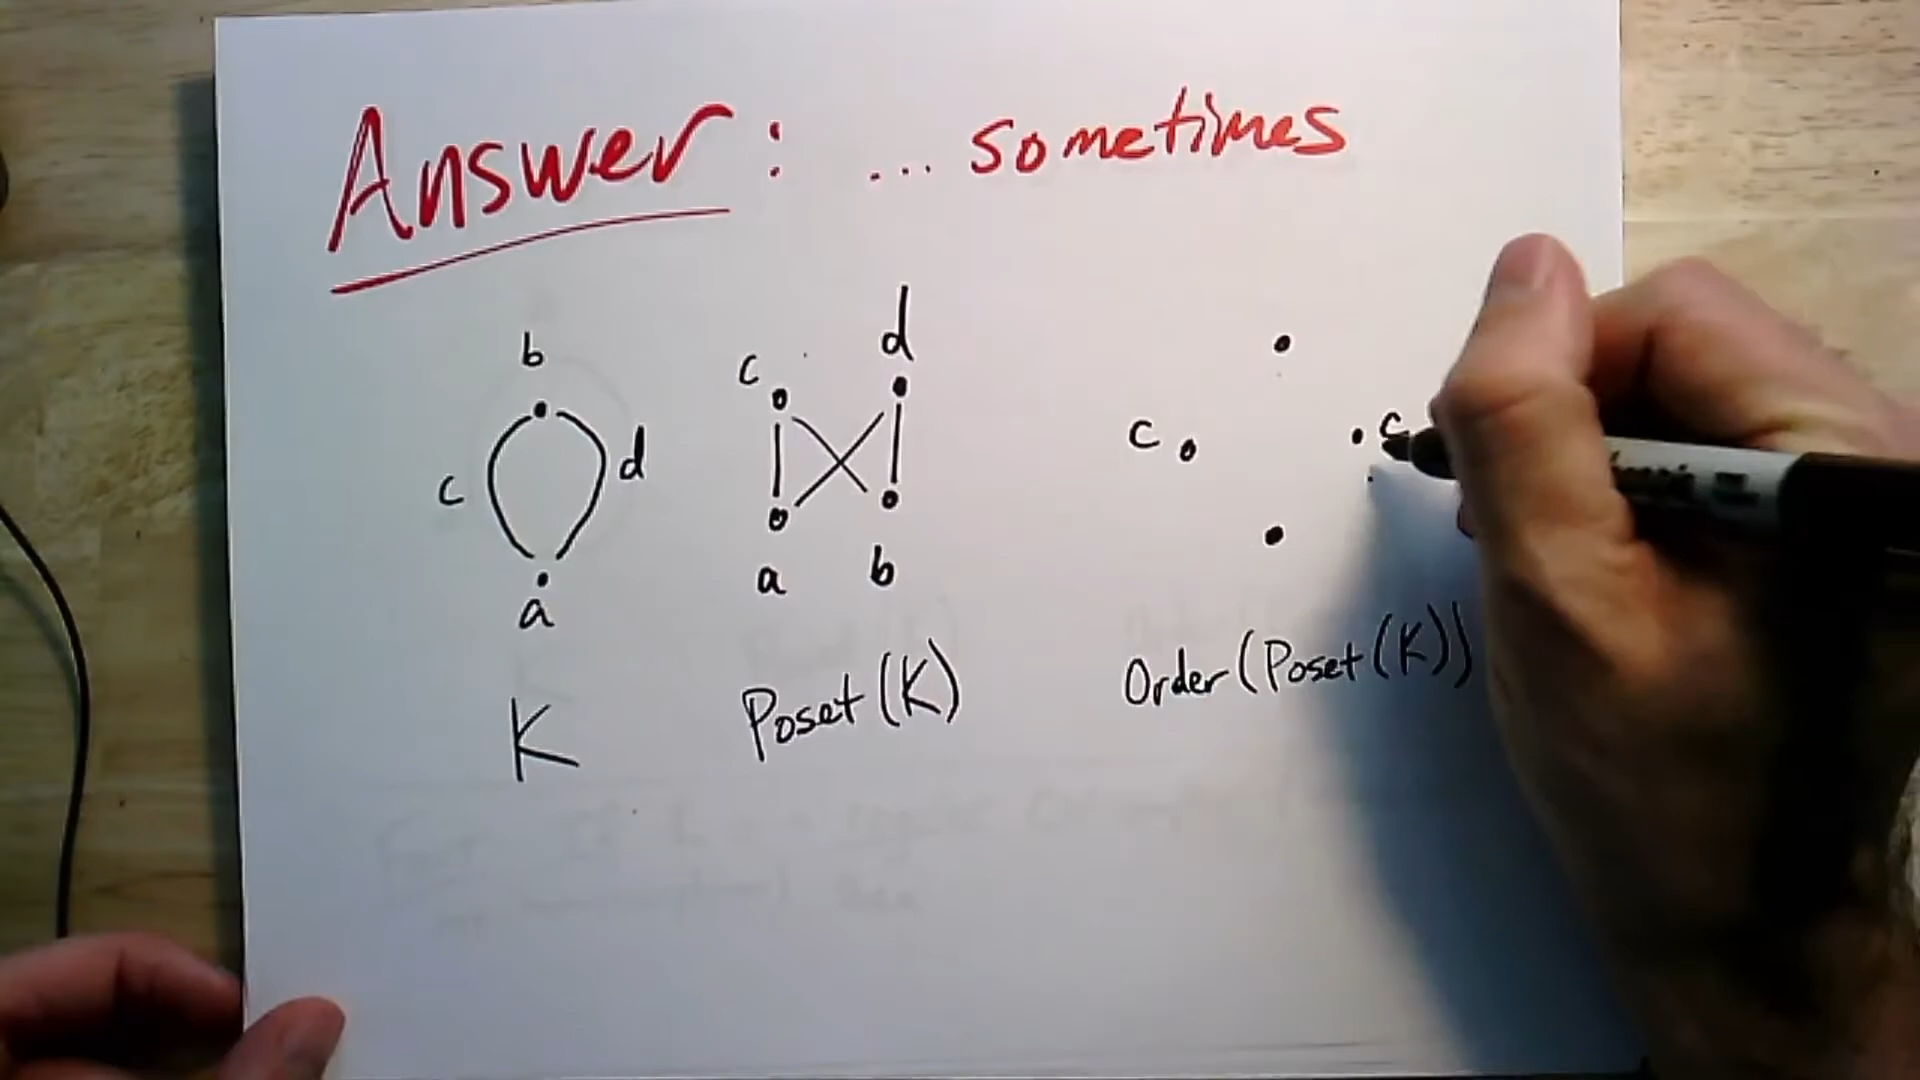 Answer: ... sometimes
b
c
d
a
K
c
d
a
b
Poset (K)
c
c
Order (Poset (K))